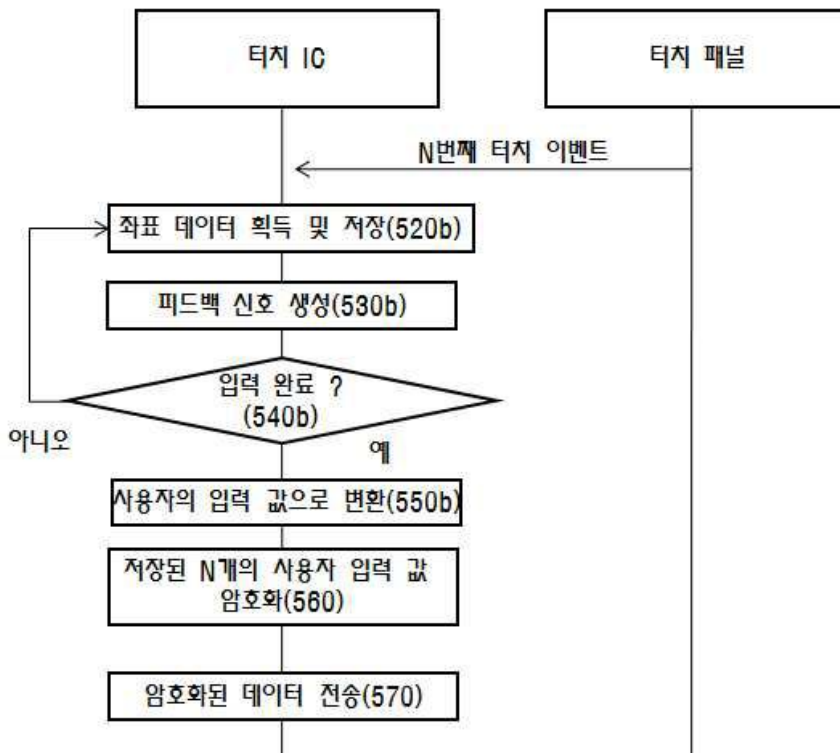 터치 IC
터치 패널
N번째 터치 이벤트
좌표 데이터 획득 및 저장(520b)
피드백 신호 생성(530b)
입력 완료 ?
(540b)
아니오
예
사용자의 입력 값으로 변환(550b)
저장된 N개의 사용자 입력 값
암호화(560)
암호화된 데이터 전송(570)